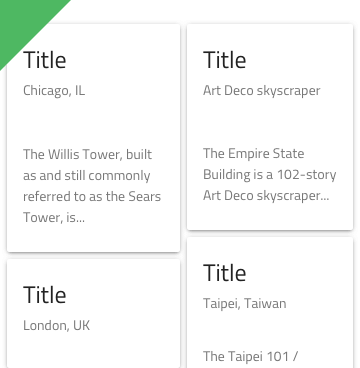 Title
Chicago, IL
The Willis Tower, built
as and still commonly
referred to as the Sears
Tower, is...
Title
London, UK
Title
Art Deco skyscraper
The Empire State
Building is a 102-story
Art Deco skyscraper...
Title
Taipei, Taiwan
The Taipei 101 /